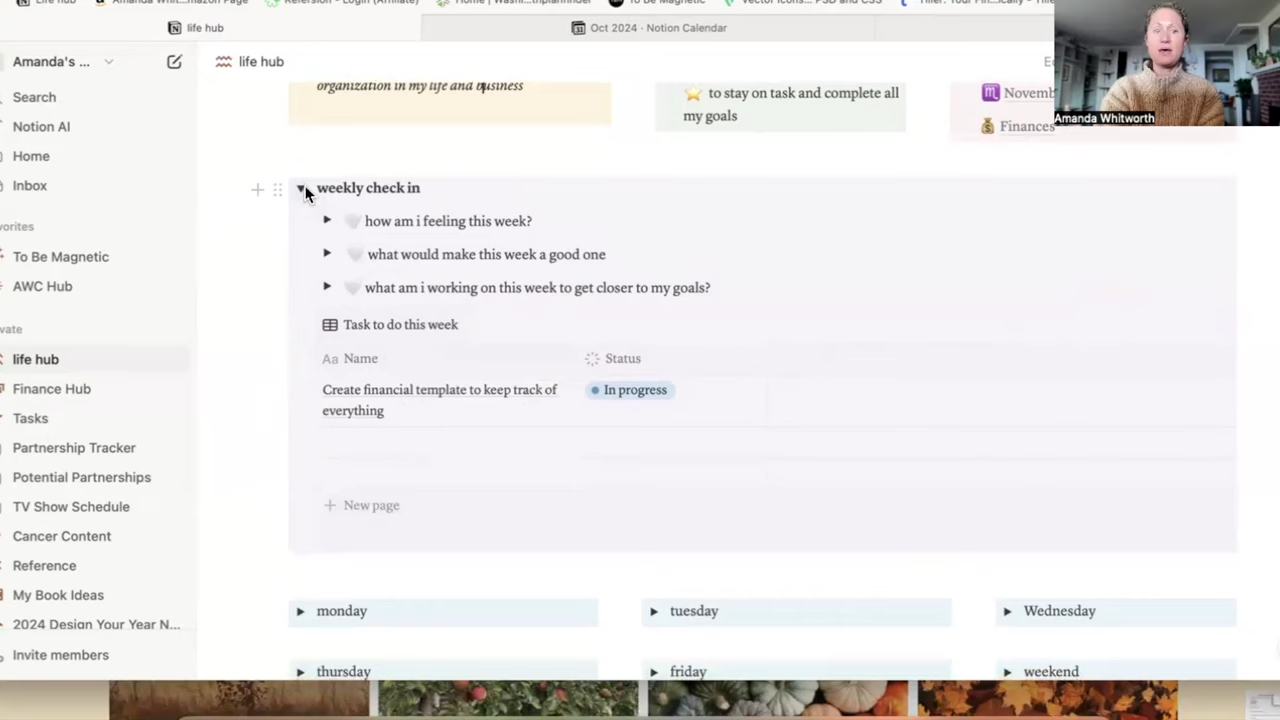 life hub
Oct 2024 · Notion Calendar
Amanda's ...
life hub
Search
Notion AI
Home
Inbox
To Be Magnetic
AWC Hub
life hub
Finance Hub
Tasks
Partnership Tracker
Potential Partnerships
TV Show Schedule
Cancer Content
Reference
My Book Ideas
2024 Design Your Year N...
Invite members
organization in my life and business
to stay on task and complete all
my goals
Novemb
Finances
Amanda Whitworth
weekly check in
how am i feeling this week?
what would make this week a good one
what am i working on this week to get closer to my goals?
Task to do this week
Aa Name
Status
Create financial template to keep track of
everything
In progress
+ New page
monday
tuesday
Wednesday
thursday
friday
weekend